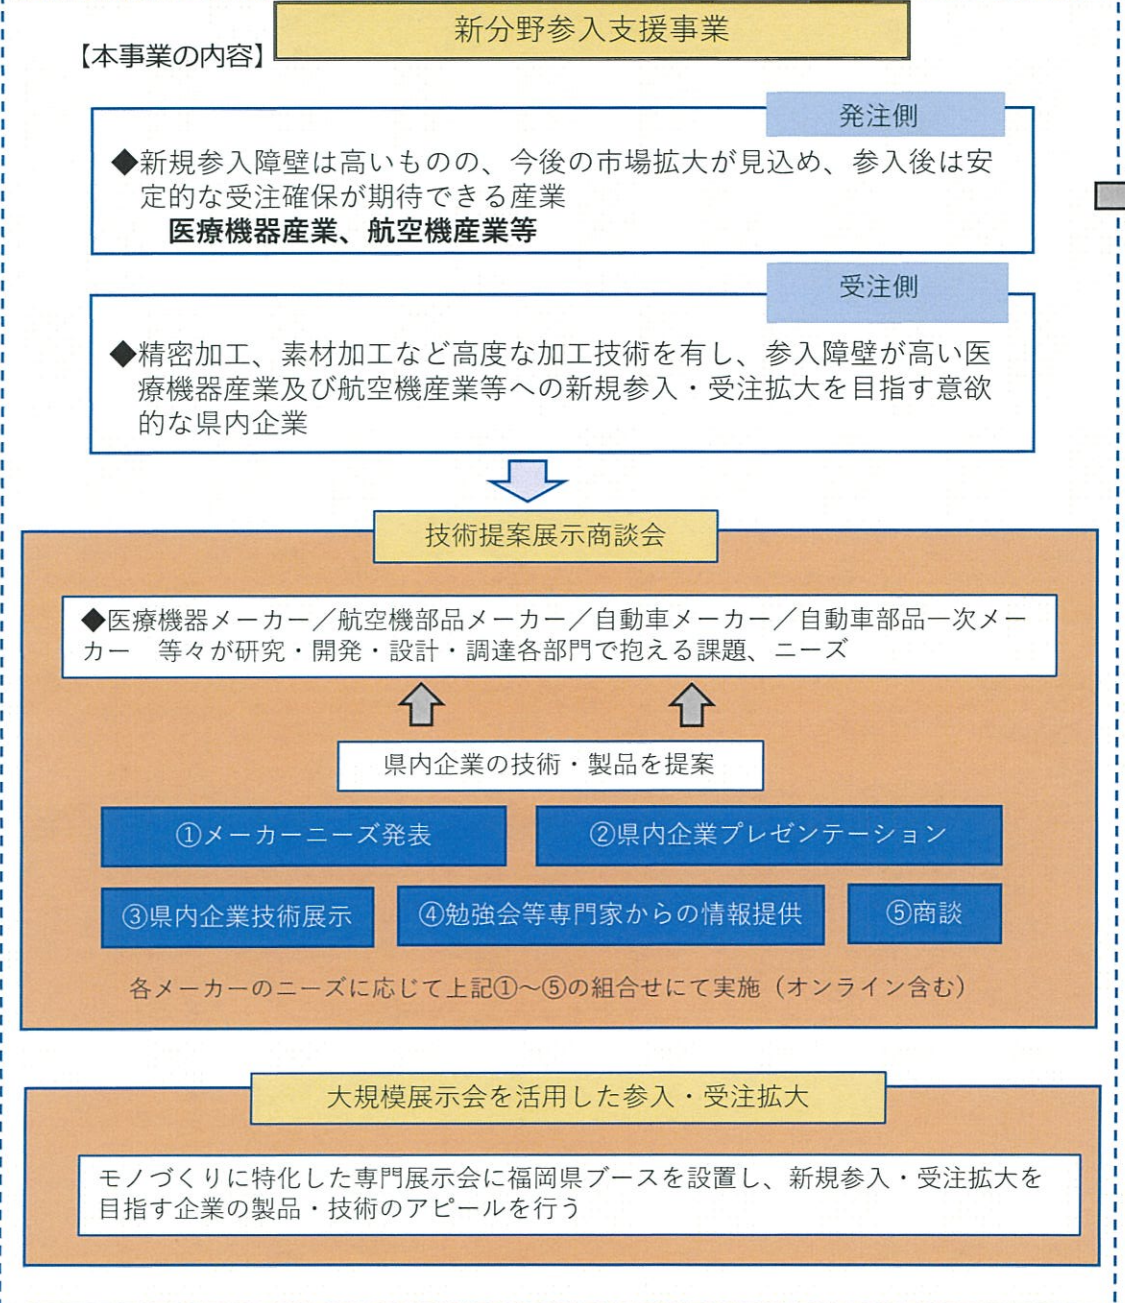 新分野参入支援事業
【本事業の内容】
発注側
◆新規参入障壁は高いものの、今後の市場拡大が見込め、参入後は安
定的な受注確保が期待できる産業
医療機器産業、航空機産業等
受注側
◆精密加工、素材加工など高度な加工技術を有し、参入障壁が高い医
療機器産業及び航空機産業等への新規参入・受注拡大を目指す意欲
的な県内企業
技術提案展示商談会
◆医療機器メーカー／航空機部品メーカー／自動車メーカー／自動車部品一次メー
カー　等々が研究・開発・設計・調達各部門で抱える課題、ニーズ
県内企業の技術・製品を提案
①メーカーニーズ発表
②県内企業プレゼンテーション
③県内企業技術展示
④勉強会等専門家からの情報提供
⑤商談
各メーカーのニーズに応じて上記①～⑤の組合せにて実施（オンライン含む）
大規模展示会を活用した参入・受注拡大
モノづくりに特化した専門展示会に福岡県ブースを設置し、新規参入・受注拡大を
目指す企業の製品・技術のアピールを行う